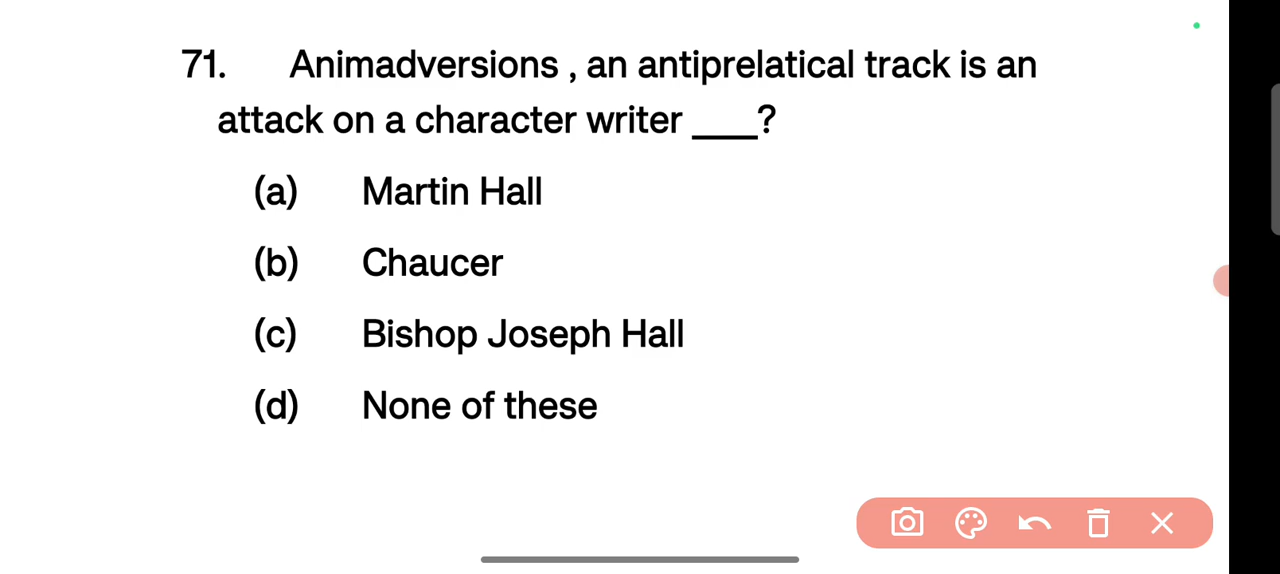 71. Animadversions , an antiprelatical track is an
attack on a character writer ____?
(a) Martin Hall
(b) Chaucer
(c) Bishop Joseph Hall
(d) None of these